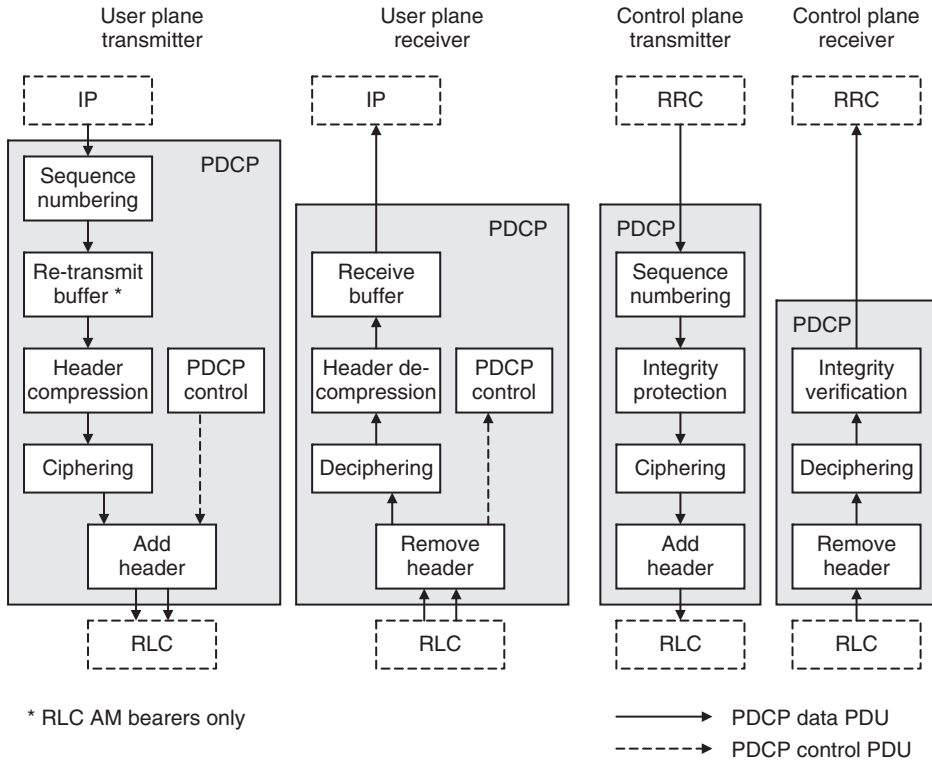 User plane
transmitter
IP
PDCP
Sequence
numbering
Re-transmit
buffer *
Header
compression
PDCP
control
Ciphering
Add
header
RLC
User plane
receiver
IP
PDCP
Receive
buffer
Header de-
compression
PDCP
control
Deciphering
Remove
header
RLC
Control plane
transmitter
RRC
PDCP
Sequence
numbering
Integrity
protection
Ciphering
Add
header
RLC
Control plane
receiver
RRC
PDCP
Integrity
verification
Deciphering
Remove
header
RLC
* RLC AM bearers only
PDCP data PDU
PDCP control PDU